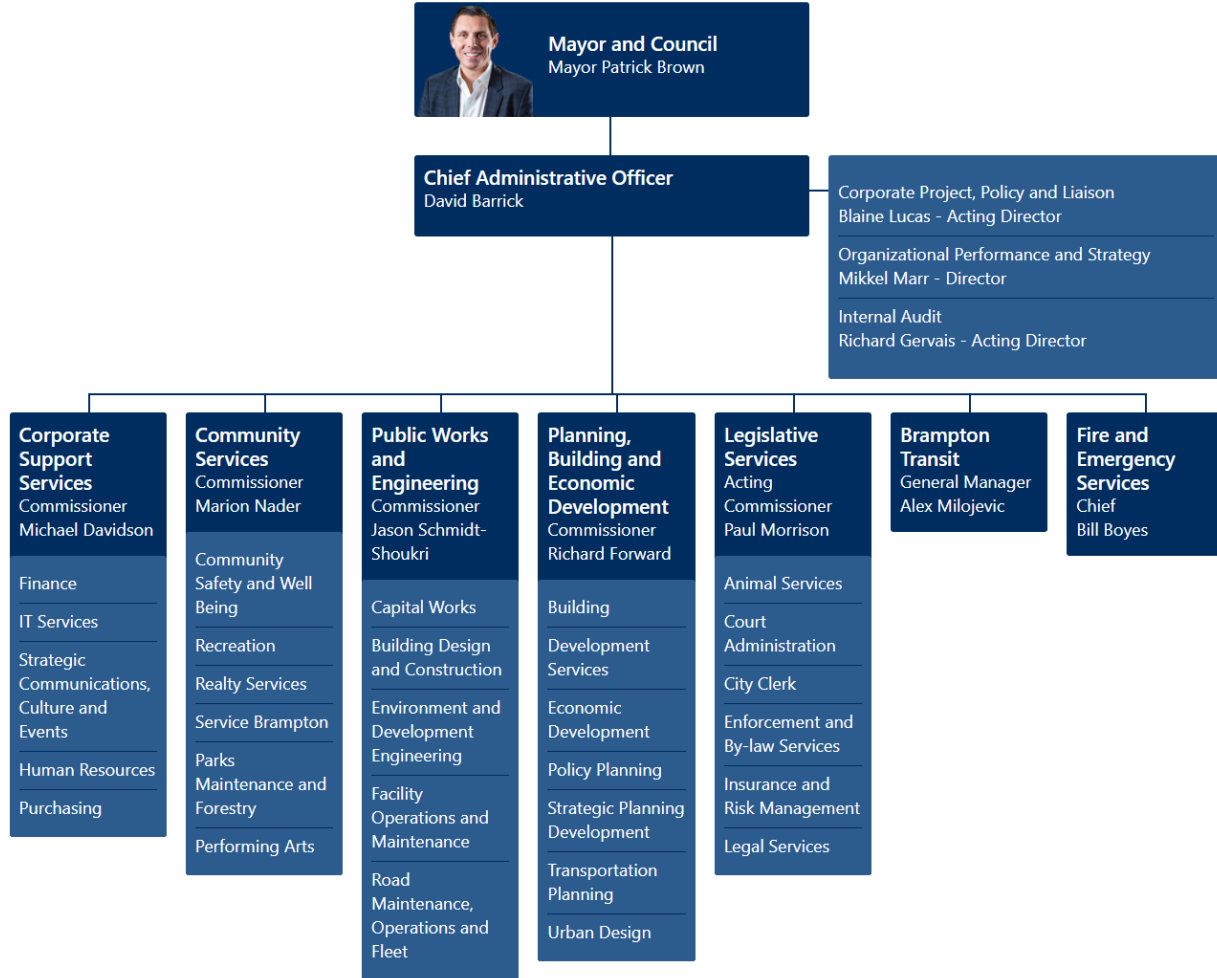 Mayor and Council
Mayor Patrick Brown
Chief Administrative Officer
David Barrick
Corporate Project, Policy and Liaison
Blaine Lucas - Acting Director
Organizational Performance and Strategy
Mikkel Marr - Director
Internal Audit
Richard Gervais - Acting Director
Corporate
Support
Services
Commissioner
Michael Davidson
Finance
IT Services
Strategic
Communications,
Culture and
Events
Human Resources
Purchasing
Community
Services
Commissioner
Marion Nader
Community
Safety and Well
Being
Recreation
Realty Services
Service Brampton
Parks
Maintenance and
Forestry
Performing Arts
Public Works
and
Engineering
Commissioner
Jason Schmidt-
Shoukri
Capital Works
Building Design
and Construction
Environment and
Development
Engineering
Facility
Operations and
Maintenance
Road
Maintenance,
Operations and
Fleet
Planning,
Building and
Economic
Development
Commissioner
Richard Forward
Building
Development
Services
Economic
Development
Policy Planning
Strategic Planning
Development
Transportation
Planning
Urban Design
Legislative
Services
Acting
Commissioner
Paul Morrison
Animal Services
Court
Administration
City Clerk
Enforcement and
By-law Services
Insurance and
Risk Management
Legal Services
Brampton
Transit
General Manager
Alex Milojevic
Fire and
Emergency
Services
Chief
Bill Boyes